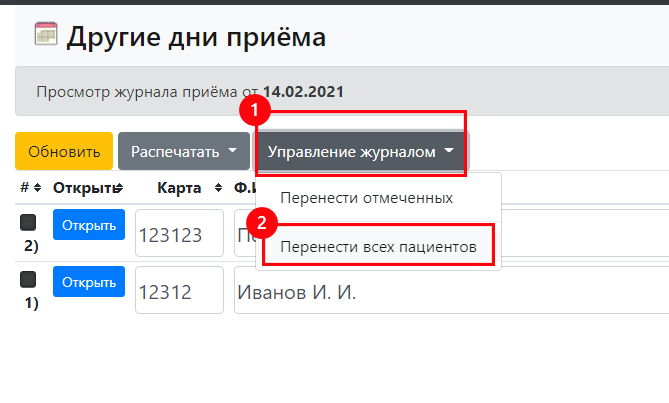 Другие дни приёма
Просмотр журнала приёма от 14.02.2021
1
Обновить Распечатать Управление журналом
# Открыть Карта Ф.И
Перенести отмеченных
2
Открыть 123123
2)
Перенести всех пациентов
Открыть 12312 Иванов И. И.
1)